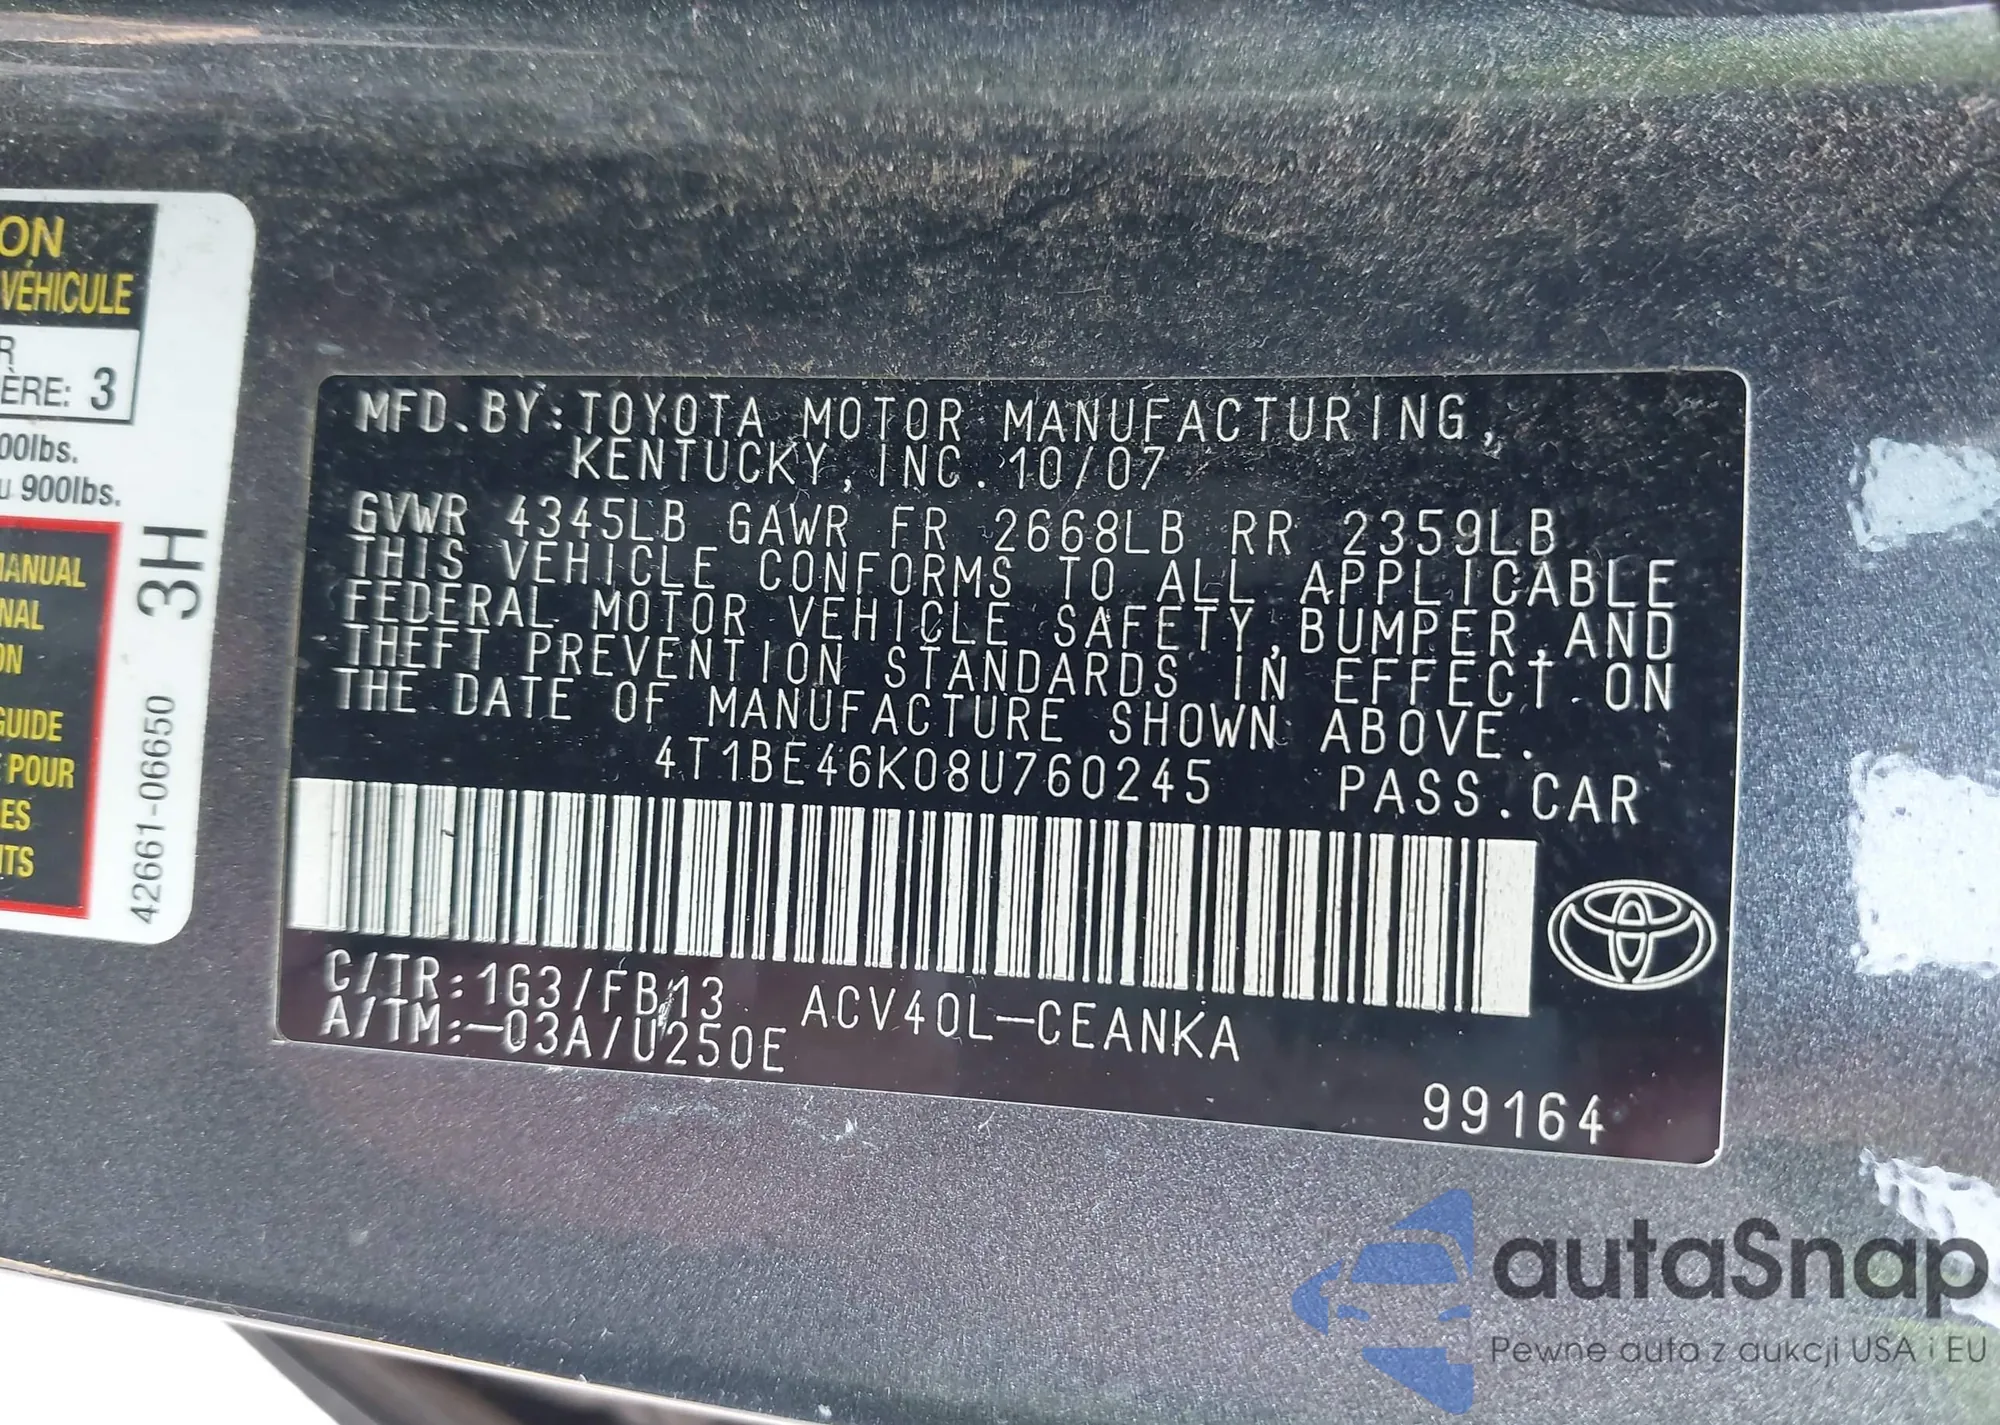 ON
VÉHICULE
R
ÈRE: 3
00lbs.
u 900lbs.
MANUAL
NAL
ON
GUIDE
POUR
ES
ITS
3H
42661-06650
MFD. BY: TOYOTA MOTOR MANUFACTURING,
KENTUCKY, INC. 10/07
GVWR 4345LB GAWR FR 2668LB RR 2359LB
THIS VEHICLE CONFORMS TO ALL APPLICABLE
FEDERAL MOTOR VEHICLE SAFETY, BUMPER, AND
THEFT PREVENTION STANDARDS IN EFFECT ON
THE DATE OF MANUFACTURE SHOWN ABOVE.
4T1BE46K08U760245 PASS. CAR
C/TR: 1G3/FB13 ACV40L-CEANKA
A/TM: -03A/U250E
99164
autaSnap
Pewne auta z aukcji USA i EU